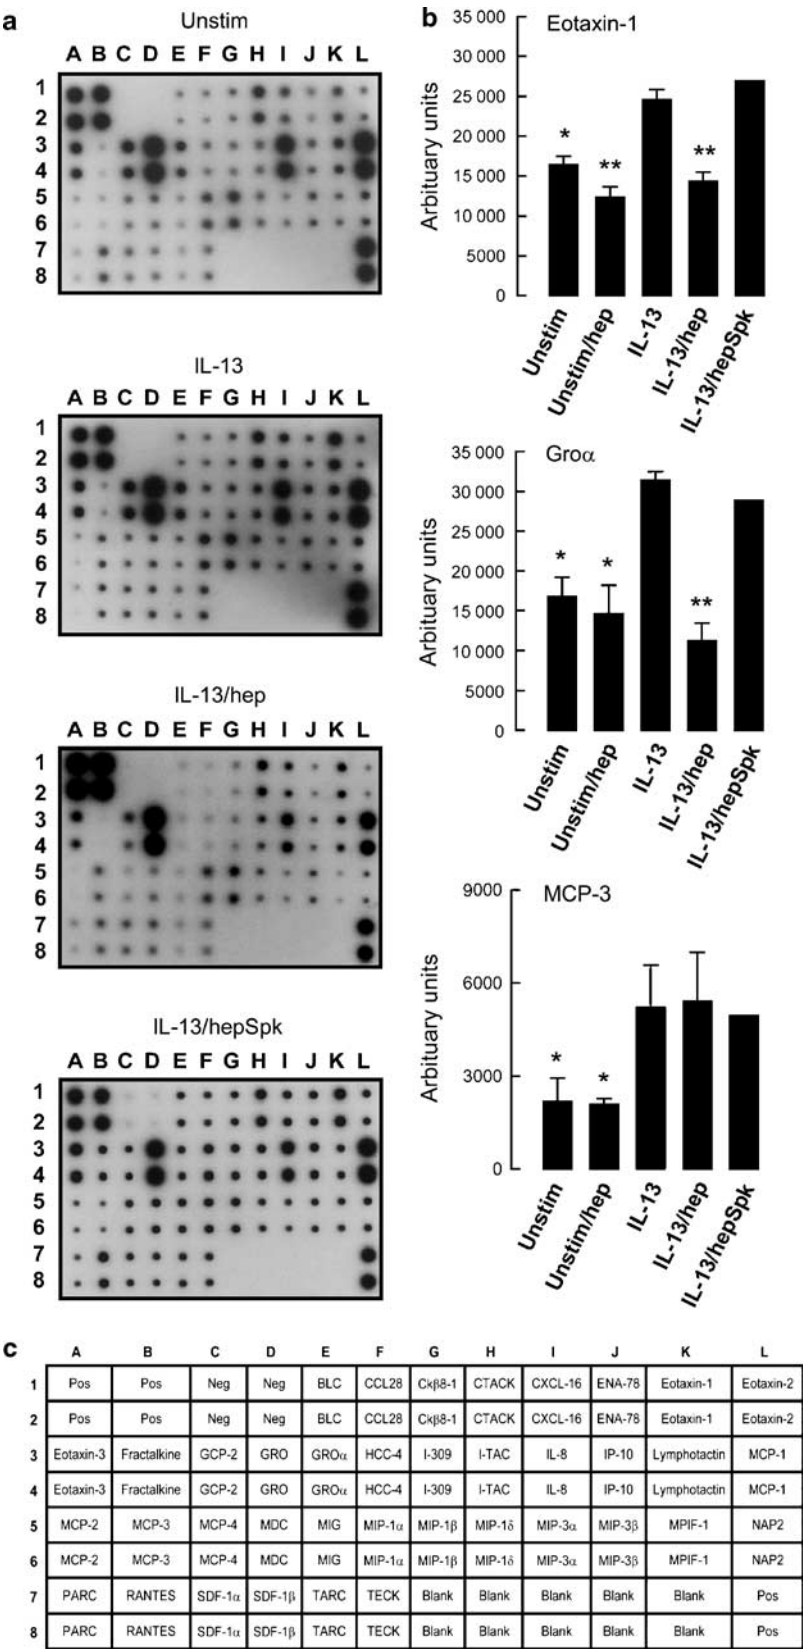 a
Unstim
A B C D E F G H I J K L
1
2
3
4
5
6
7
8
IL-13
A B C D E F G H I J K L
1
2
3
4
5
6
7
8
IL-13/hep
A B C D E F G H I J K L
1
2
3
4
5
6
7
8
IL-13/hepSpk
A B C D E F G H I J K L
1
2
3
4
5
6
7
8
b
Eotaxin-1
Arbituary units
35 000
30 000
25 000
20 000
15 000
10 000
5000
0
*
**
**
Unstim
Unstim/hep
IL-13
IL-13/hep
IL-13/hepSpk
Groα
Arbituary units
35 000
30 000
25 000
20 000
15 000
10 000
5000
0
*
*
**
Unstim
Unstim/hep
IL-13
IL-13/hep
IL-13/hepSpk
MCP-3
Arbituary units
9000
6000
3000
0
*
*
Unstim
Unstim/hep
IL-13
IL-13/hep
IL-13/hepSpk
c
A B C D E F G H I J K L
1 Pos Pos Neg Neg BLC CCL28 Ckβ8-1 CTACK CXCL-16 ENA-78 Eotaxin-1 Eotaxin-2
2 Pos Pos Neg Neg BLC CCL28 Ckβ8-1 CTACK CXCL-16 ENA-78 Eotaxin-1 Eotaxin-2
3 Eotaxin-3 Fractalkine GCP-2 GRO GROα HCC-4 I-309 I-TAC IL-8 IP-10 Lymphotactin MCP-1
4 Eotaxin-3 Fractalkine GCP-2 GRO GROα HCC-4 I-309 I-TAC IL-8 IP-10 Lymphotactin MCP-1
5 MCP-2 MCP-3 MCP-4 MDC MIG MIP-1α MIP-1β MIP-1δ MIP-3α MIP-3β MPIF-1 NAP2
6 MCP-2 MCP-3 MCP-4 MDC MIG MIP-1α MIP-1β MIP-1δ MIP-3α MIP-3β MPIF-1 NAP2
7 PARC RANTES SDF-1α SDF-1β TARC TECK Blank Blank Blank Blank Blank Pos
8 PARC RANTES SDF-1α SDF-1β TARC TECK Blank Blank Blank Blank Blank Pos